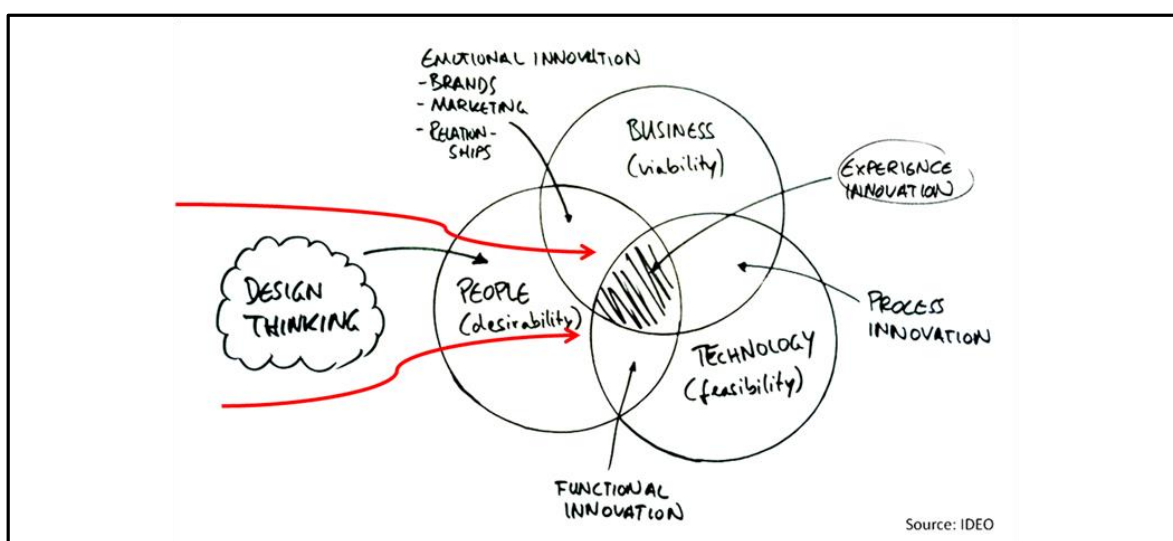 EMOTIONAL INNOVATION
- BRANDS
- MARKETING
- RELATION-
SHIPS
BUSINESS
(viability)
EXPERIENCE
INNOVATION
DESIGN
THINKING
PEOPLE
(desirability)
PROCESS
INNOVATION
TECHNOLOGY
(feasibility)
FUNCTIONAL
INNOVATION
Source: IDEO